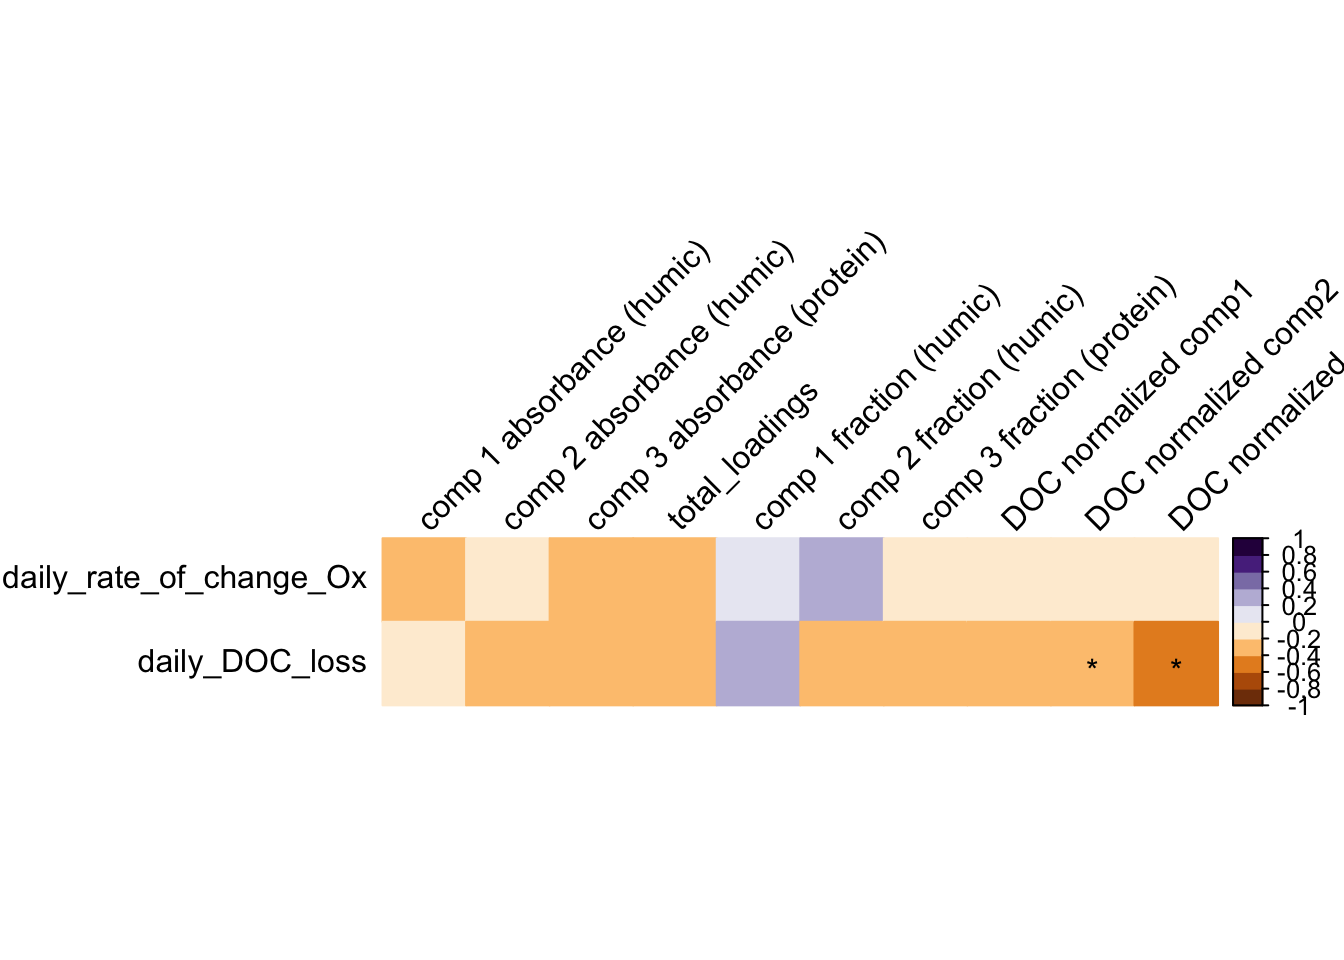 comp 1 absorbance (humic)
comp 2 absorbance (humic)
comp 3 absorbance (protein)
total_loadings
comp 1 fraction (humic)
comp 2 fraction (humic)
comp 3 fraction (protein)
DOC normalized comp1
DOC normalized comp2
DOC normalized
daily_rate_of_change_Ox
daily_DOC_loss
* *
1
0.8
0.6
0.4
0.2
0
-0.2
-0.4
-0.6
-0.8
-1